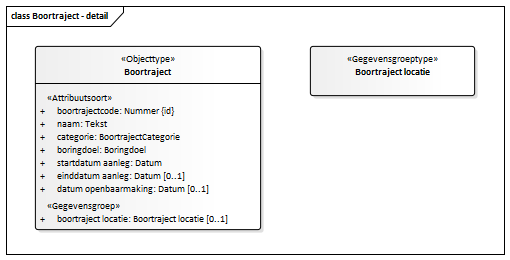 class Boortraject - detail
«Objecttype»
Boortraject
«Attribuutsoort»
+ boortrajectcode: Nummer {id}
+ naam: Tekst
+ categorie: BoortrajectCategorie
+ boringdoel: Boringdoel
+ startdatum aanleg: Datum
+ einddatum aanleg: Datum [0..1]
+ datum openbaarmaking: Datum [0..1]
«Gegevensgroep»
+ boortraject locatie: Boortraject locatie [0..1]
«Gegevensgroeptype»
Boortraject locatie